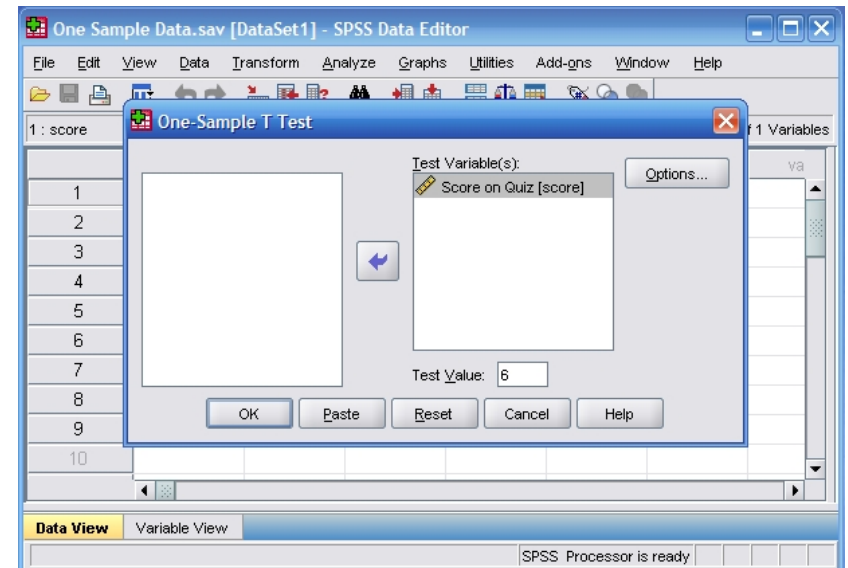 One Sample Data.sav [DataSet1] - SPSS Data Editor
File Edit View Data Transform Analyze Graphs Utilities Add-ons Window Help
1 : score
f 1 Variables
One-Sample T Test
Test Variable(s):
Score on Quiz [score]
Options...
va
1
2
3
4
5
6
7
8
9
10
Test Value: 6
OK Paste Reset Cancel Help
Data View Variable View
SPSS Processor is ready